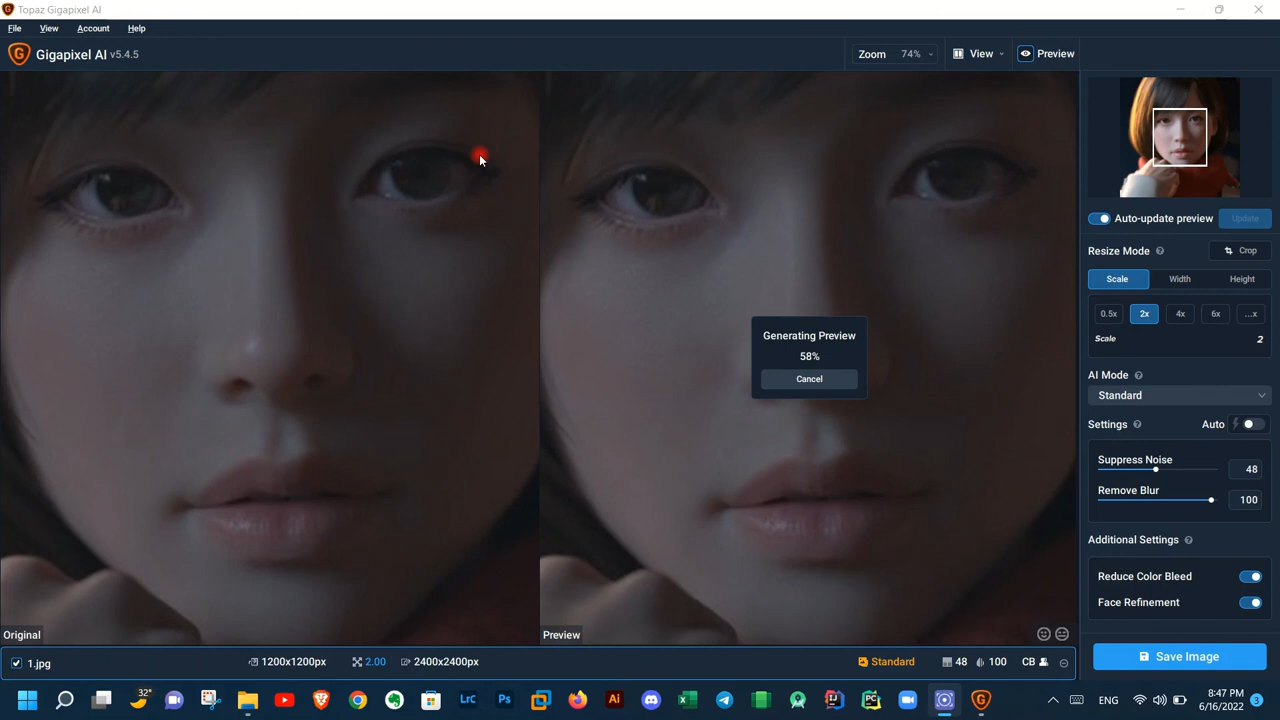 Topaz Gigapixel AI
File View Account Help
Gigapixel AI v5.4.5
Zoom 74% View Preview
Auto-update preview Update
Resize Mode Crop
Scale Width Height
0.5x 2x 4x 6x ...x
Scale 2
AI Mode
Standard
Settings Auto
Suppress Noise
48
Remove Blur
100
Additional Settings
Reduce Color Bleed
Face Refinement
Generating Preview
58%
Cancel
Original
Preview
1.jpg 1200x1200px 2.00 2400x2400px Standard 48 100 CB
Save Image
32°
LrC
Ps
Ai
ENG
8:47 PM
6/16/2022
3